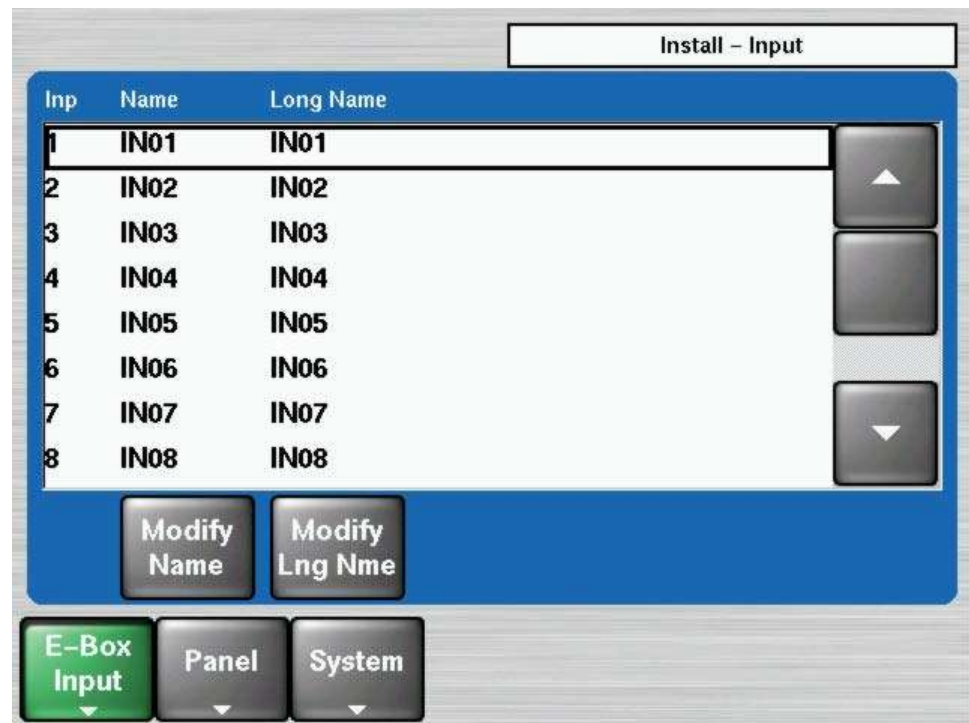 Install – Input
Inp Name Long Name
1 IN01 IN01
2 IN02 IN02
3 IN03 IN03
4 IN04 IN04
5 IN05 IN05
6 IN06 IN06
7 IN07 IN07
8 IN08 IN08
Modify Name
Modify Lng Nme
E–Box Input
Panel
System